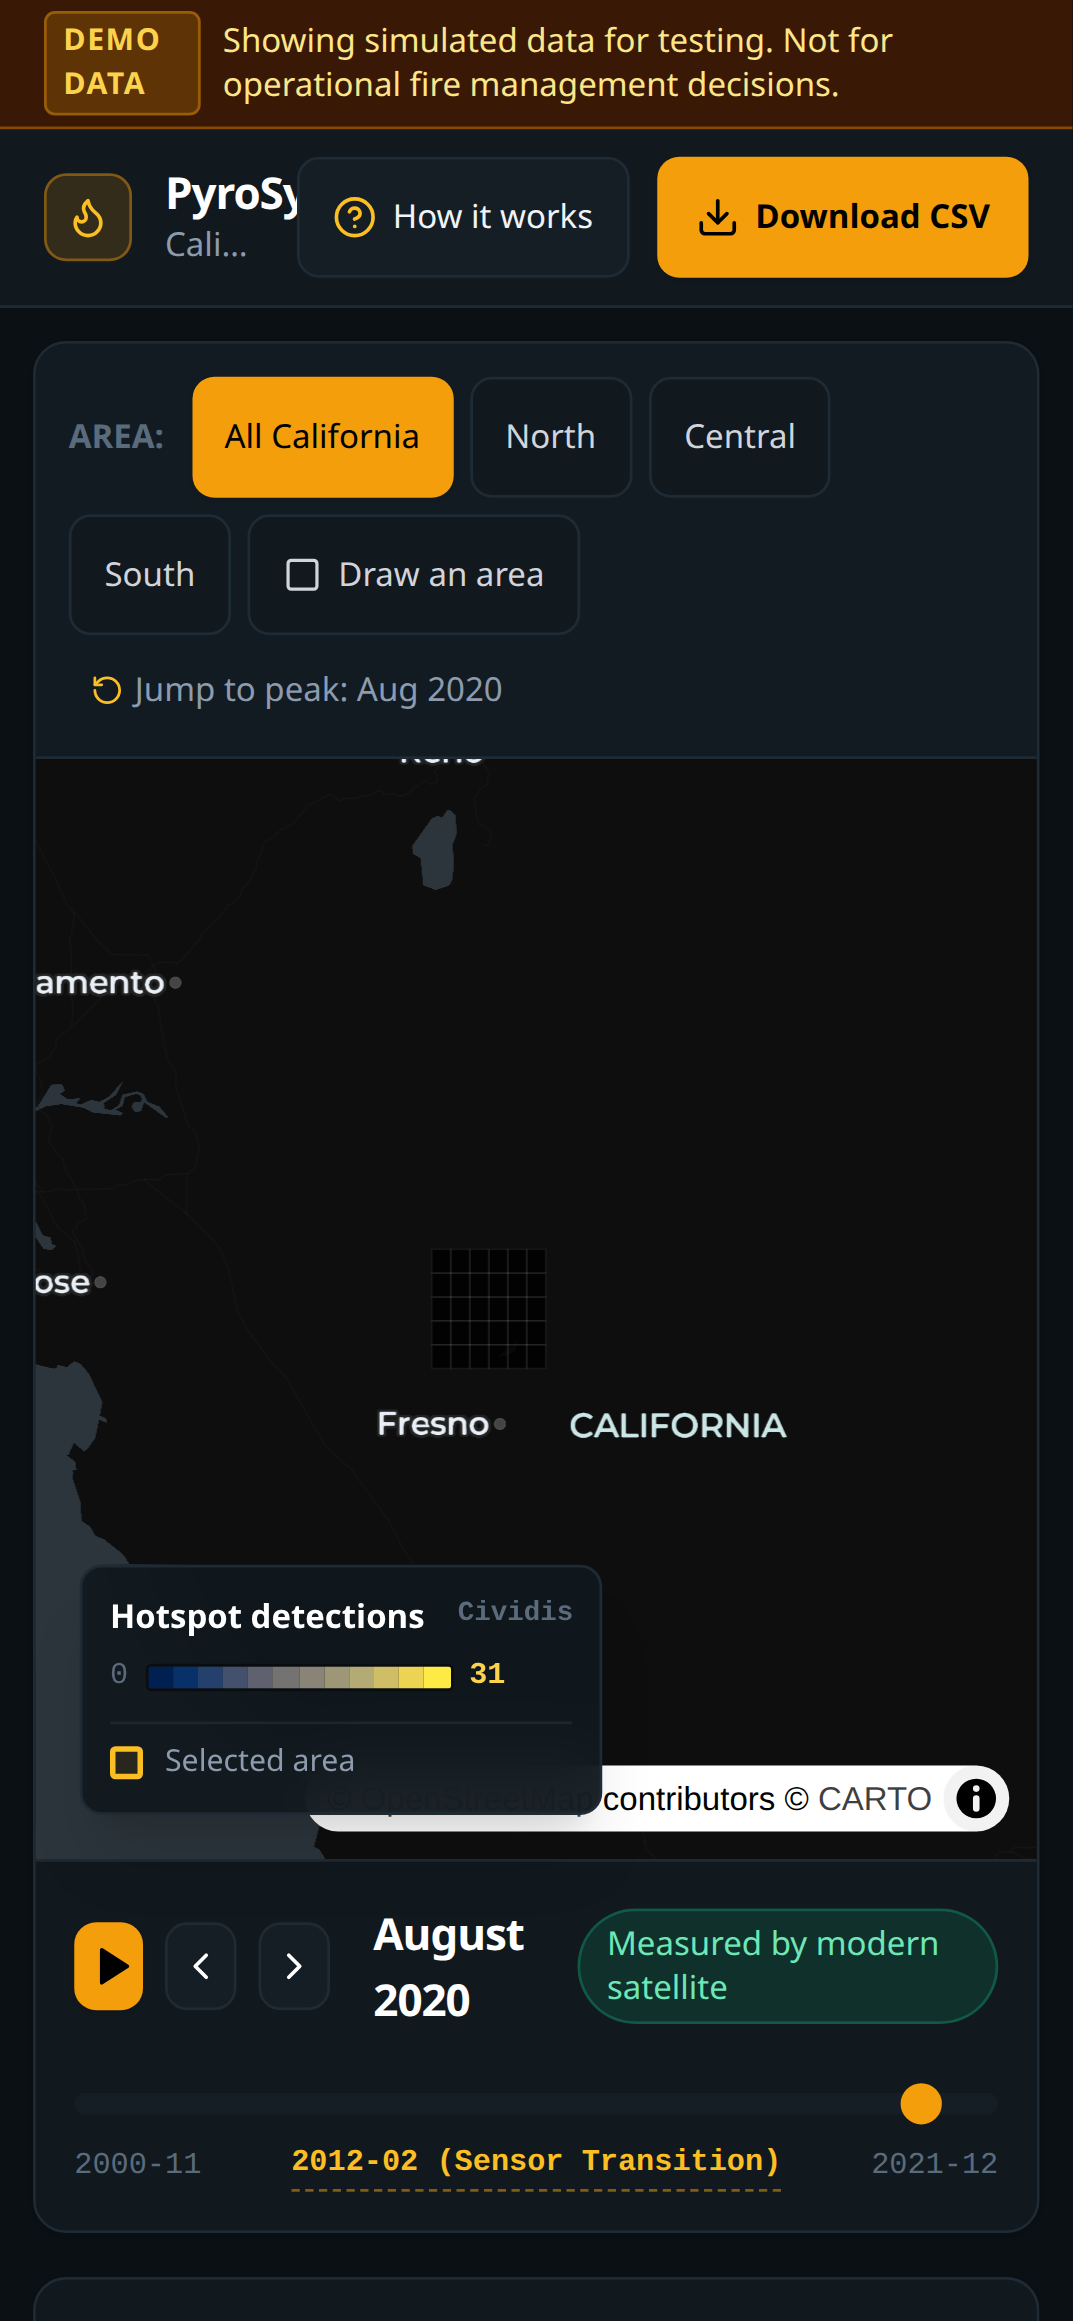 DEMO
DATA
Showing simulated data for testing. Not for
operational fire management decisions.
PyroSy
Cali...
How it works
Download CSV
AREA:
All California
North
Central
South
Draw an area
Jump to peak: Aug 2020
amento
ose
Fresno
CALIFORNIA
Hotspot detections
Cividis
0
31
Selected area
© OpenStreetMap contributors © CARTO
August
2020
Measured by modern
satellite
2000-11
2012-02 (Sensor Transition)
2021-12